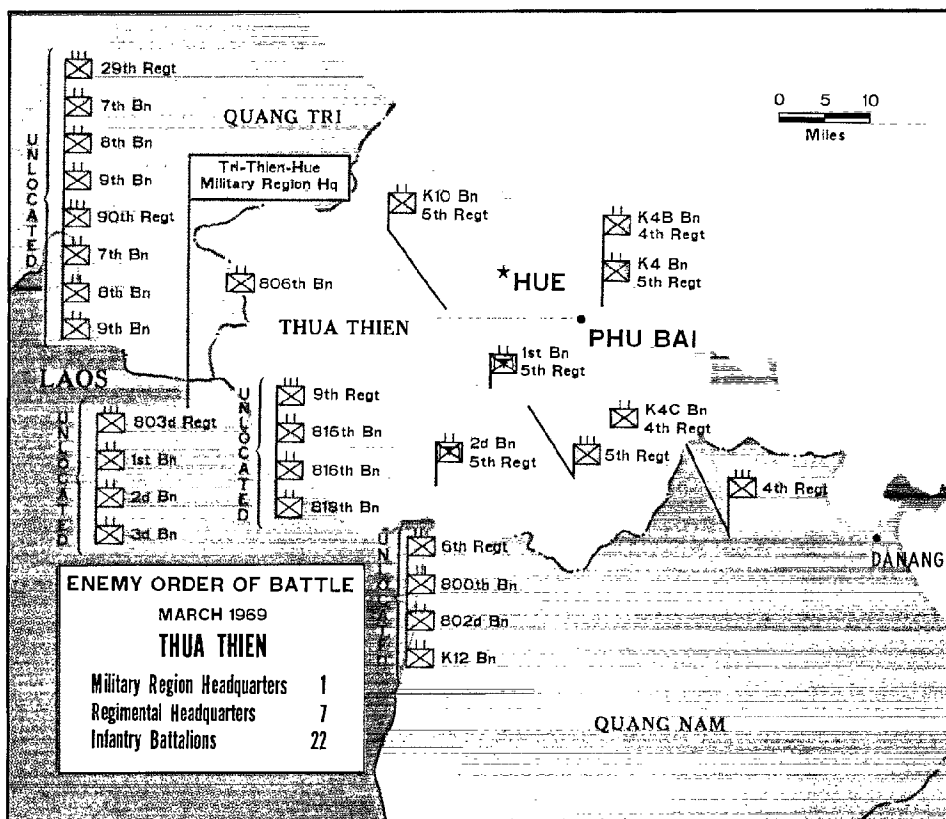 29th Regt
7th Bn
8th Bn
9th Bn
90th Regt
7th Bn
8th Bn
9th Bn
UNLOCATED
QUANG TRI
Tri-Thien-Hue
Military Region Hq
0 5 10
Miles
K10 Bn
5th Regt
K4B Bn
4th Regt
K4 Bn
5th Regt
HUE
806th Bn
THUA THIEN
PHU BAI
1st Bn
5th Regt
LAOS
UNLOCATED
803d Regt
1st Bn
2d Bn
3d Bn
UNLOCATED
9th Regt
815th Bn
816th Bn
818th Bn
K4C Bn
4th Regt
2d Bn
5th Regt
5th Regt
4th Regt
DANANG
UNLOCATED
6th Regt
800th Bn
802d Bn
K12 Bn
QUANG NAM
ENEMY ORDER OF BATTLE
MARCH 1969
THUA THIEN
Military Region Headquarters 1
Regimental Headquarters 7
Infantry Battalions 22